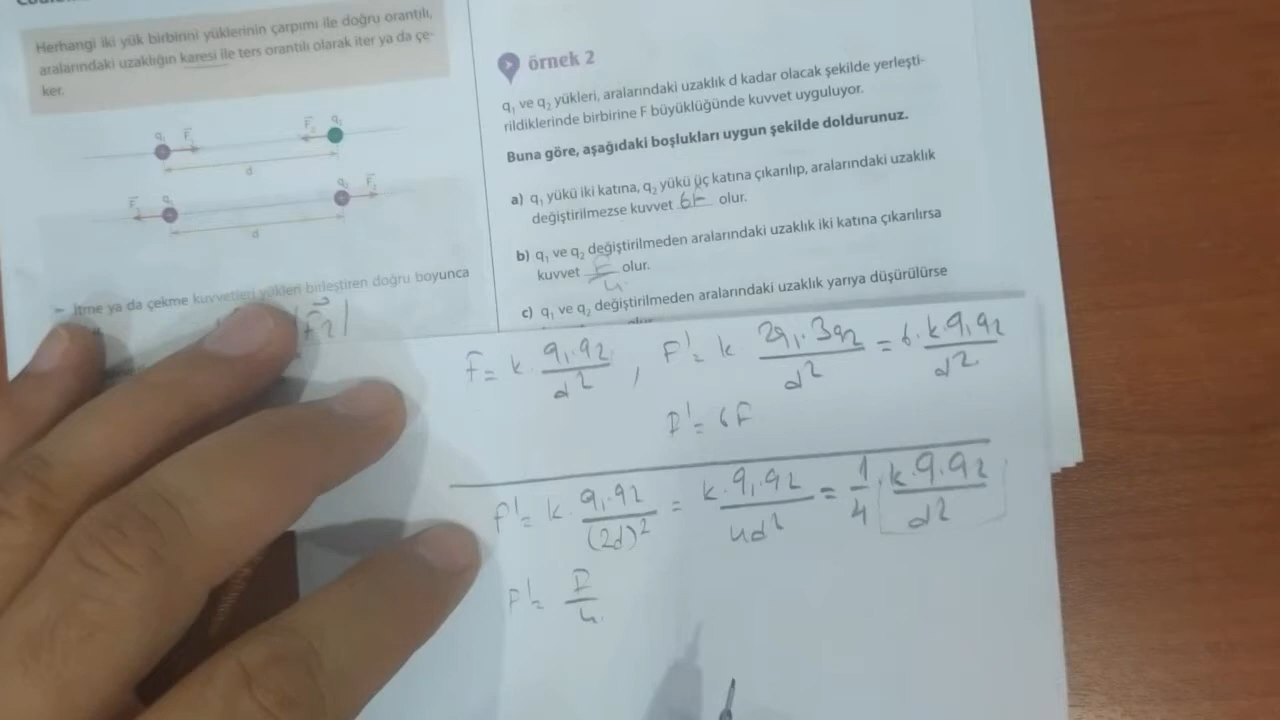 Herhangi iki yük birbirini yüklerinin çarpımı ile doğru orantılı,
aralarındaki uzaklığın karesi ile ters orantılı olarak iter ya da çe-
ker.
q₁ F₁ F₂ q₂
d
F₁ q₁ q₂ F₂
d
➤ İtme ya da çekme kuvvetleri yükleri birleştiren doğru boyunca
|F₂|
örnek 2
q₁ ve q₂ yükleri, aralarındaki uzaklık d kadar olacak şekilde yerleşti-
rildiklerinde birbirine F büyüklüğünde kuvvet uyguluyor.
Buna göre, aşağıdaki boşlukları uygun şekilde doldurunuz.
a) q₁ yükü iki katına, q₂ yükü üç katına çıkarılıp, aralarındaki uzaklık
değiştirilmezse kuvvet 6F olur.
b) q₁ ve q₂ değiştirilmeden aralarındaki uzaklık iki katına çıkarılırsa
kuvvet F/4 olur.
c) q₁ ve q₂ değiştirilmeden aralarındaki uzaklık yarıya düşürülürse
F = k · q₁·q₂/d² , F' = k 2q₁·3q₂/d² = 6·k·q₁q₂/d²
F' = 6F
F' = k · q₁·q₂/(2d)² = k·q₁·q₂/4d² = 1/4 · k·q₁·q₂/d²
F' = F/4